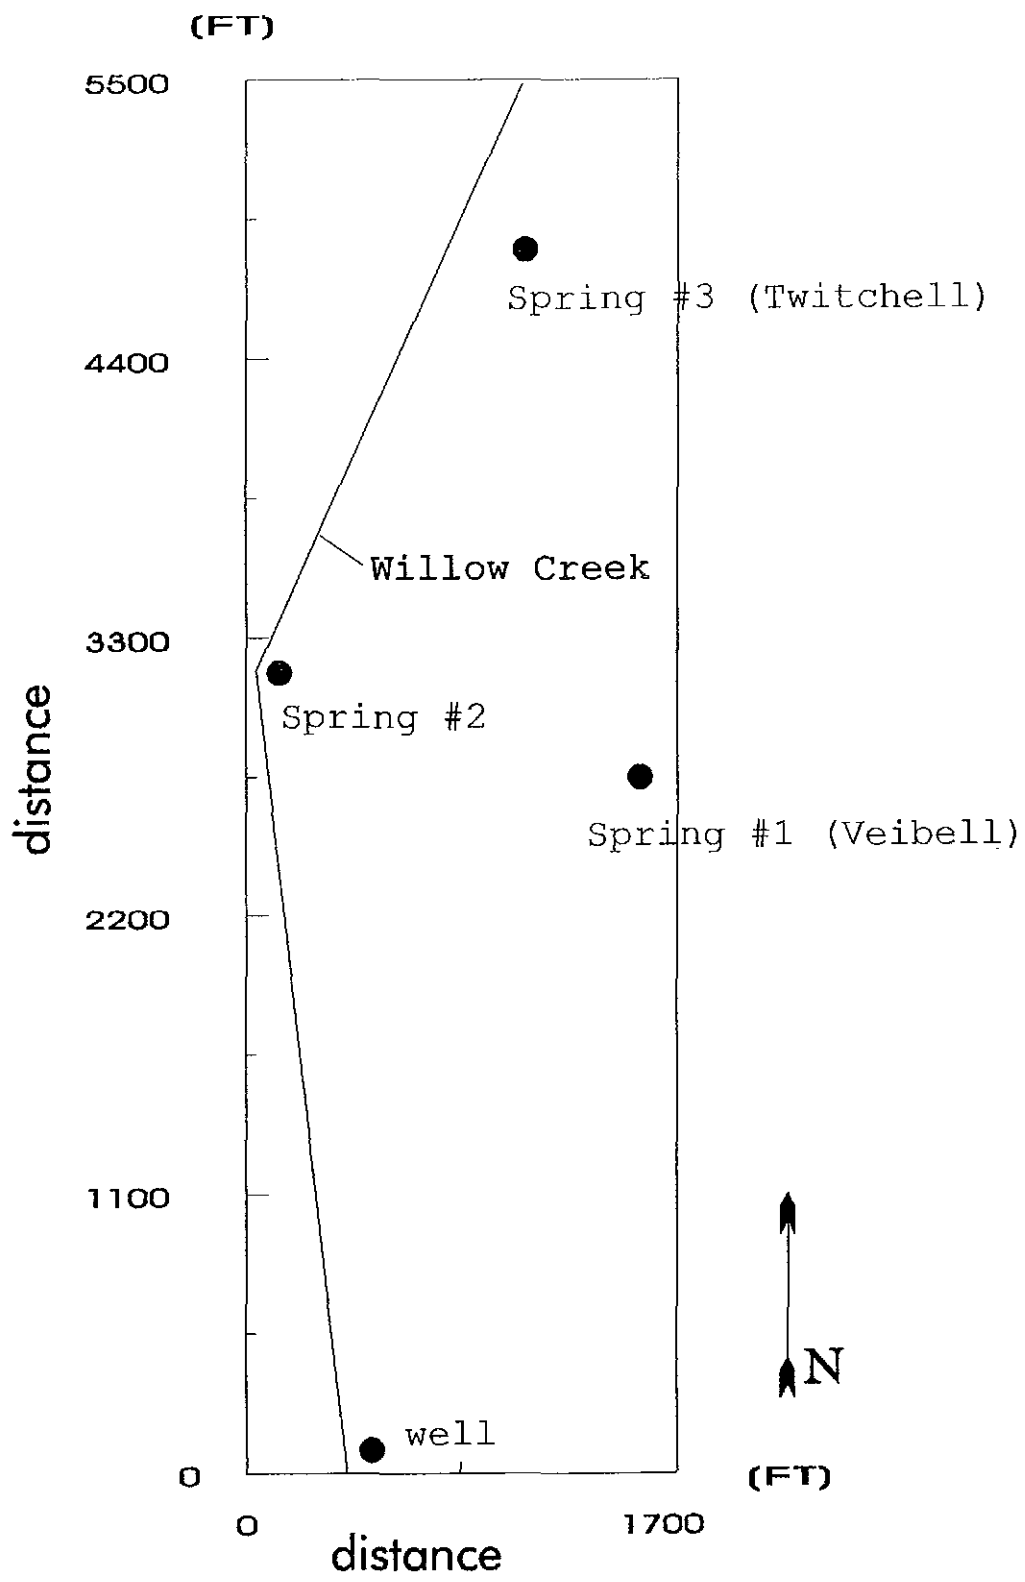 (FT)
5500
Spring #3 (Twitchell)
4400
Willow Creek
3300
Spring #2
distance
Spring #1 (Veibell)
2200
1100
N
well
0
(FT)
0
1700
distance